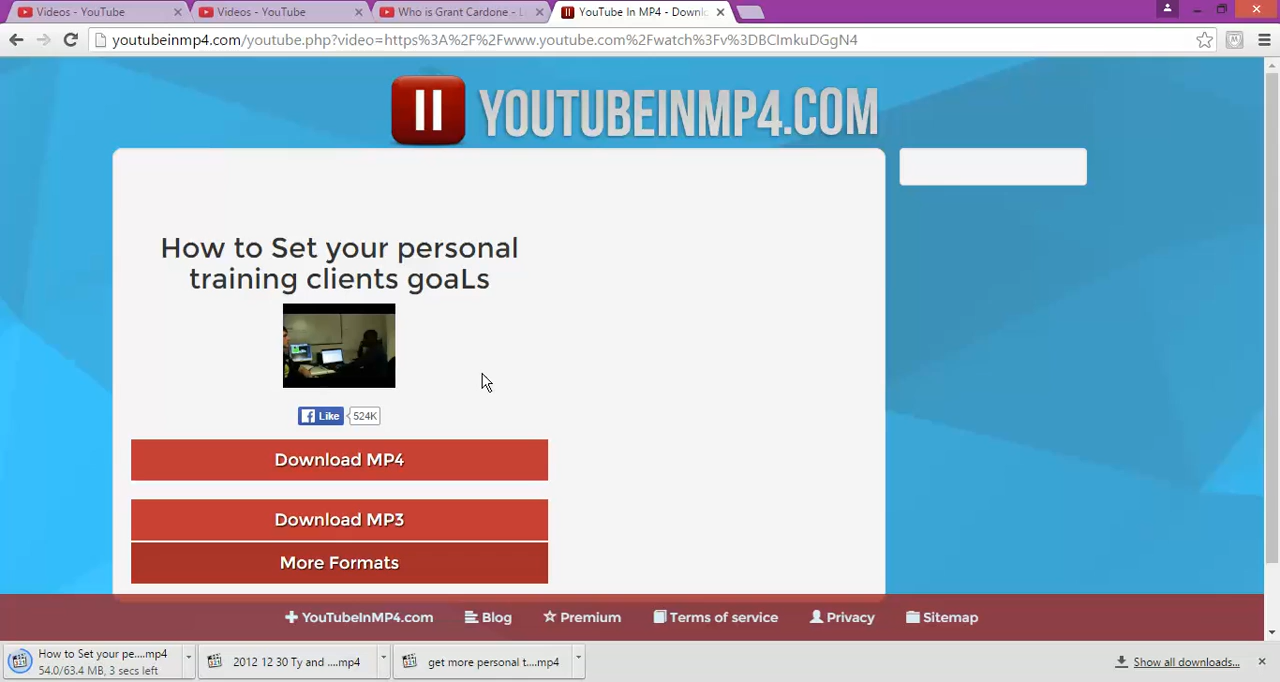 Videos - YouTube
Videos - YouTube
Who is Grant Cardone - L
YouTube In MP4 - Downl
youtubeinmp4.com/youtube.php?video=https%3A%2F%2Fwww.youtube.com%2Fwatch%3Fv%3DBClmkuDGgN4
YOUTUBEINMP4.COM
How to Set your personal
training clients goaLs
Like
524K
Download MP4
Download MP3
More Formats
YouTubeInMP4.com
Blog
Premium
Terms of service
Privacy
Sitemap
How to Set your pe....mp4
54.0/63.4 MB, 3 secs left
2012 12 30 Ty and ....mp4
get more personal t....mp4
Show all downloads...